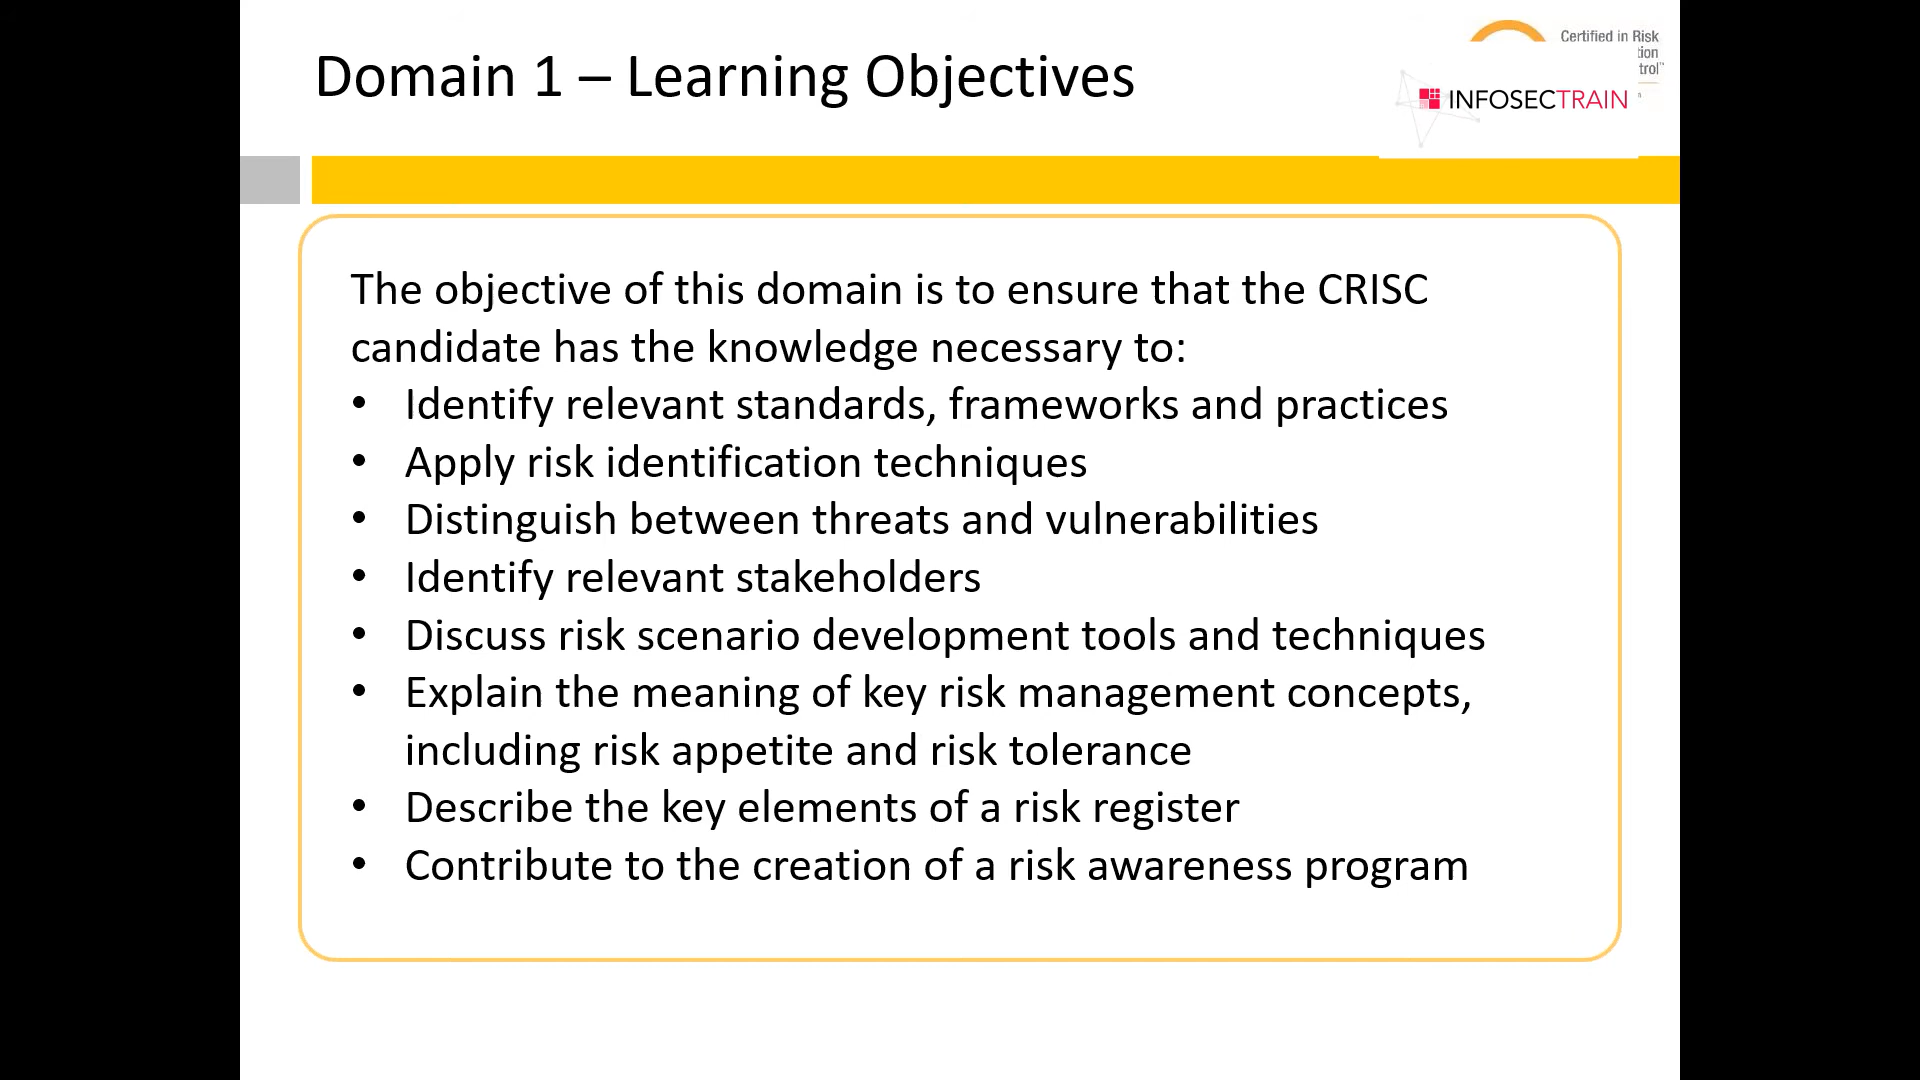 Domain 1 – Learning Objectives
Certified in Risk
tion
trol™
INFOSECTRAIN
The objective of this domain is to ensure that the CRISC
candidate has the knowledge necessary to:
• Identify relevant standards, frameworks and practices
• Apply risk identification techniques
• Distinguish between threats and vulnerabilities
• Identify relevant stakeholders
• Discuss risk scenario development tools and techniques
• Explain the meaning of key risk management concepts,
including risk appetite and risk tolerance
• Describe the key elements of a risk register
• Contribute to the creation of a risk awareness program